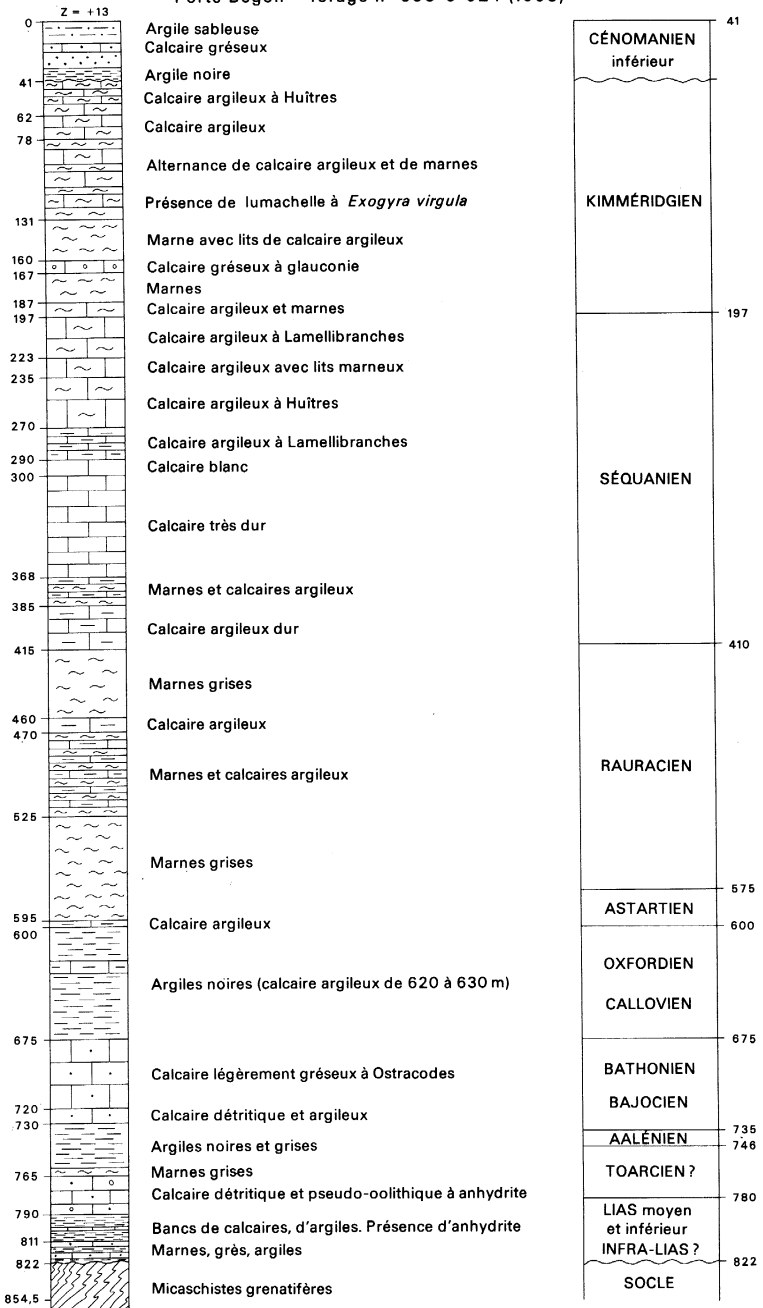 Z = +13
0
Argile sableuse
Calcaire gréseux
Argile noire
41
Calcaire argileux à Huîtres
62
Calcaire argileux
78
Alternance de calcaire argileux et de marnes
Présence de lumachelle à Exogyra virgula
131
Marne avec lits de calcaire argileux
160
Calcaire gréseux à glauconie
167
Marnes
187
Calcaire argileux et marnes
197
Calcaire argileux à Lamellibranches
223
Calcaire argileux avec lits marneux
235
Calcaire argileux à Huîtres
270
Calcaire argileux à Lamellibranches
290
Calcaire blanc
300
Calcaire très dur
368
Marnes et calcaires argileux
385
Calcaire argileux dur
415
Marnes grises
460
Calcaire argileux
470
Marnes et calcaires argileux
525
Marnes grises
595
Calcaire argileux
600
Argiles noires (calcaire argileux de 620 à 630 m)
675
Calcaire légèrement gréseux à Ostracodes
720
Calcaire détritique et argileux
730
Argiles noires et grises
765
Marnes grises
Calcaire détritique et pseudo-oolithique à anhydrite
790
Bancs de calcaires, d'argiles. Présence d'anhydrite
811
Marnes, grès, argiles
822
Micaschistes grenatifères
854,5
41
CÉNOMANIEN
inférieur
KIMMÉRIDGIEN
197
SÉQUANIEN
410
RAURACIEN
575
ASTARTIEN
600
OXFORDIEN
CALLOVIEN
675
BATHONIEN
BAJOCIEN
735
AALÉNIEN
746
TOARCIEN ?
780
LIAS moyen
et inférieur
INFRA-LIAS ?
822
SOCLE